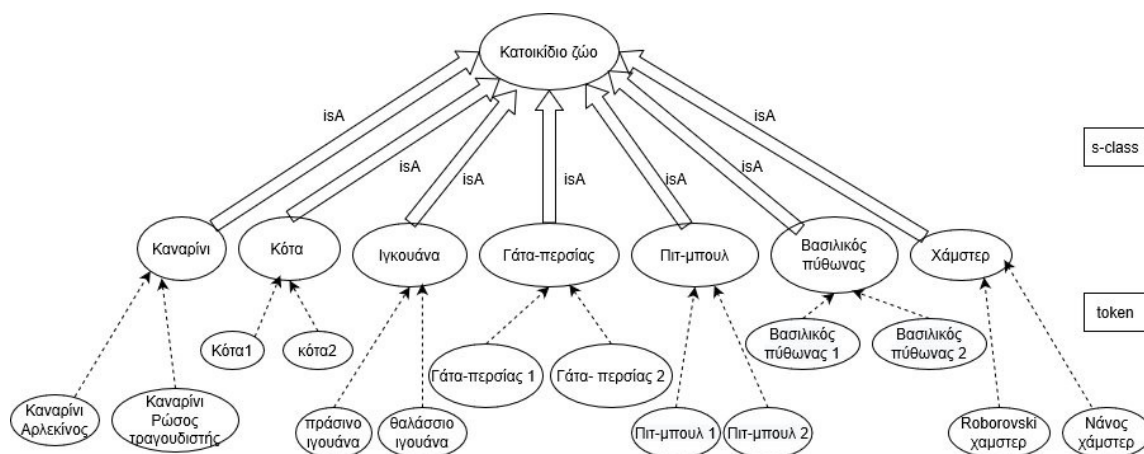 Κατοικίδιο ζώο
isA
isA
isA
isA
isA
isA
isA
s-class
Καναρίνι
Κότα
Ιγκουάνα
Γάτα-περσίας
Πιτ-μπουλ
Βασιλικός
πύθωνας
Χάμστερ
token
Κότα1
κότα2
Βασιλικός
πύθωνας 1
Βασιλικός
πύθωνας 2
Γάτα-περσίας 1
Γάτα- περσίας 2
Καναρίνι
Αρλεκίνος
Καναρίνι
Ρώσος
τραγουδιστής
πράσινο
ιγουάνα
θαλάσσιο
ιγουάνα
Πιτ-μπουλ 1
Πιτ-μπουλ 2
Roborovski
χαμστερ
Νάνος
χάμστερ